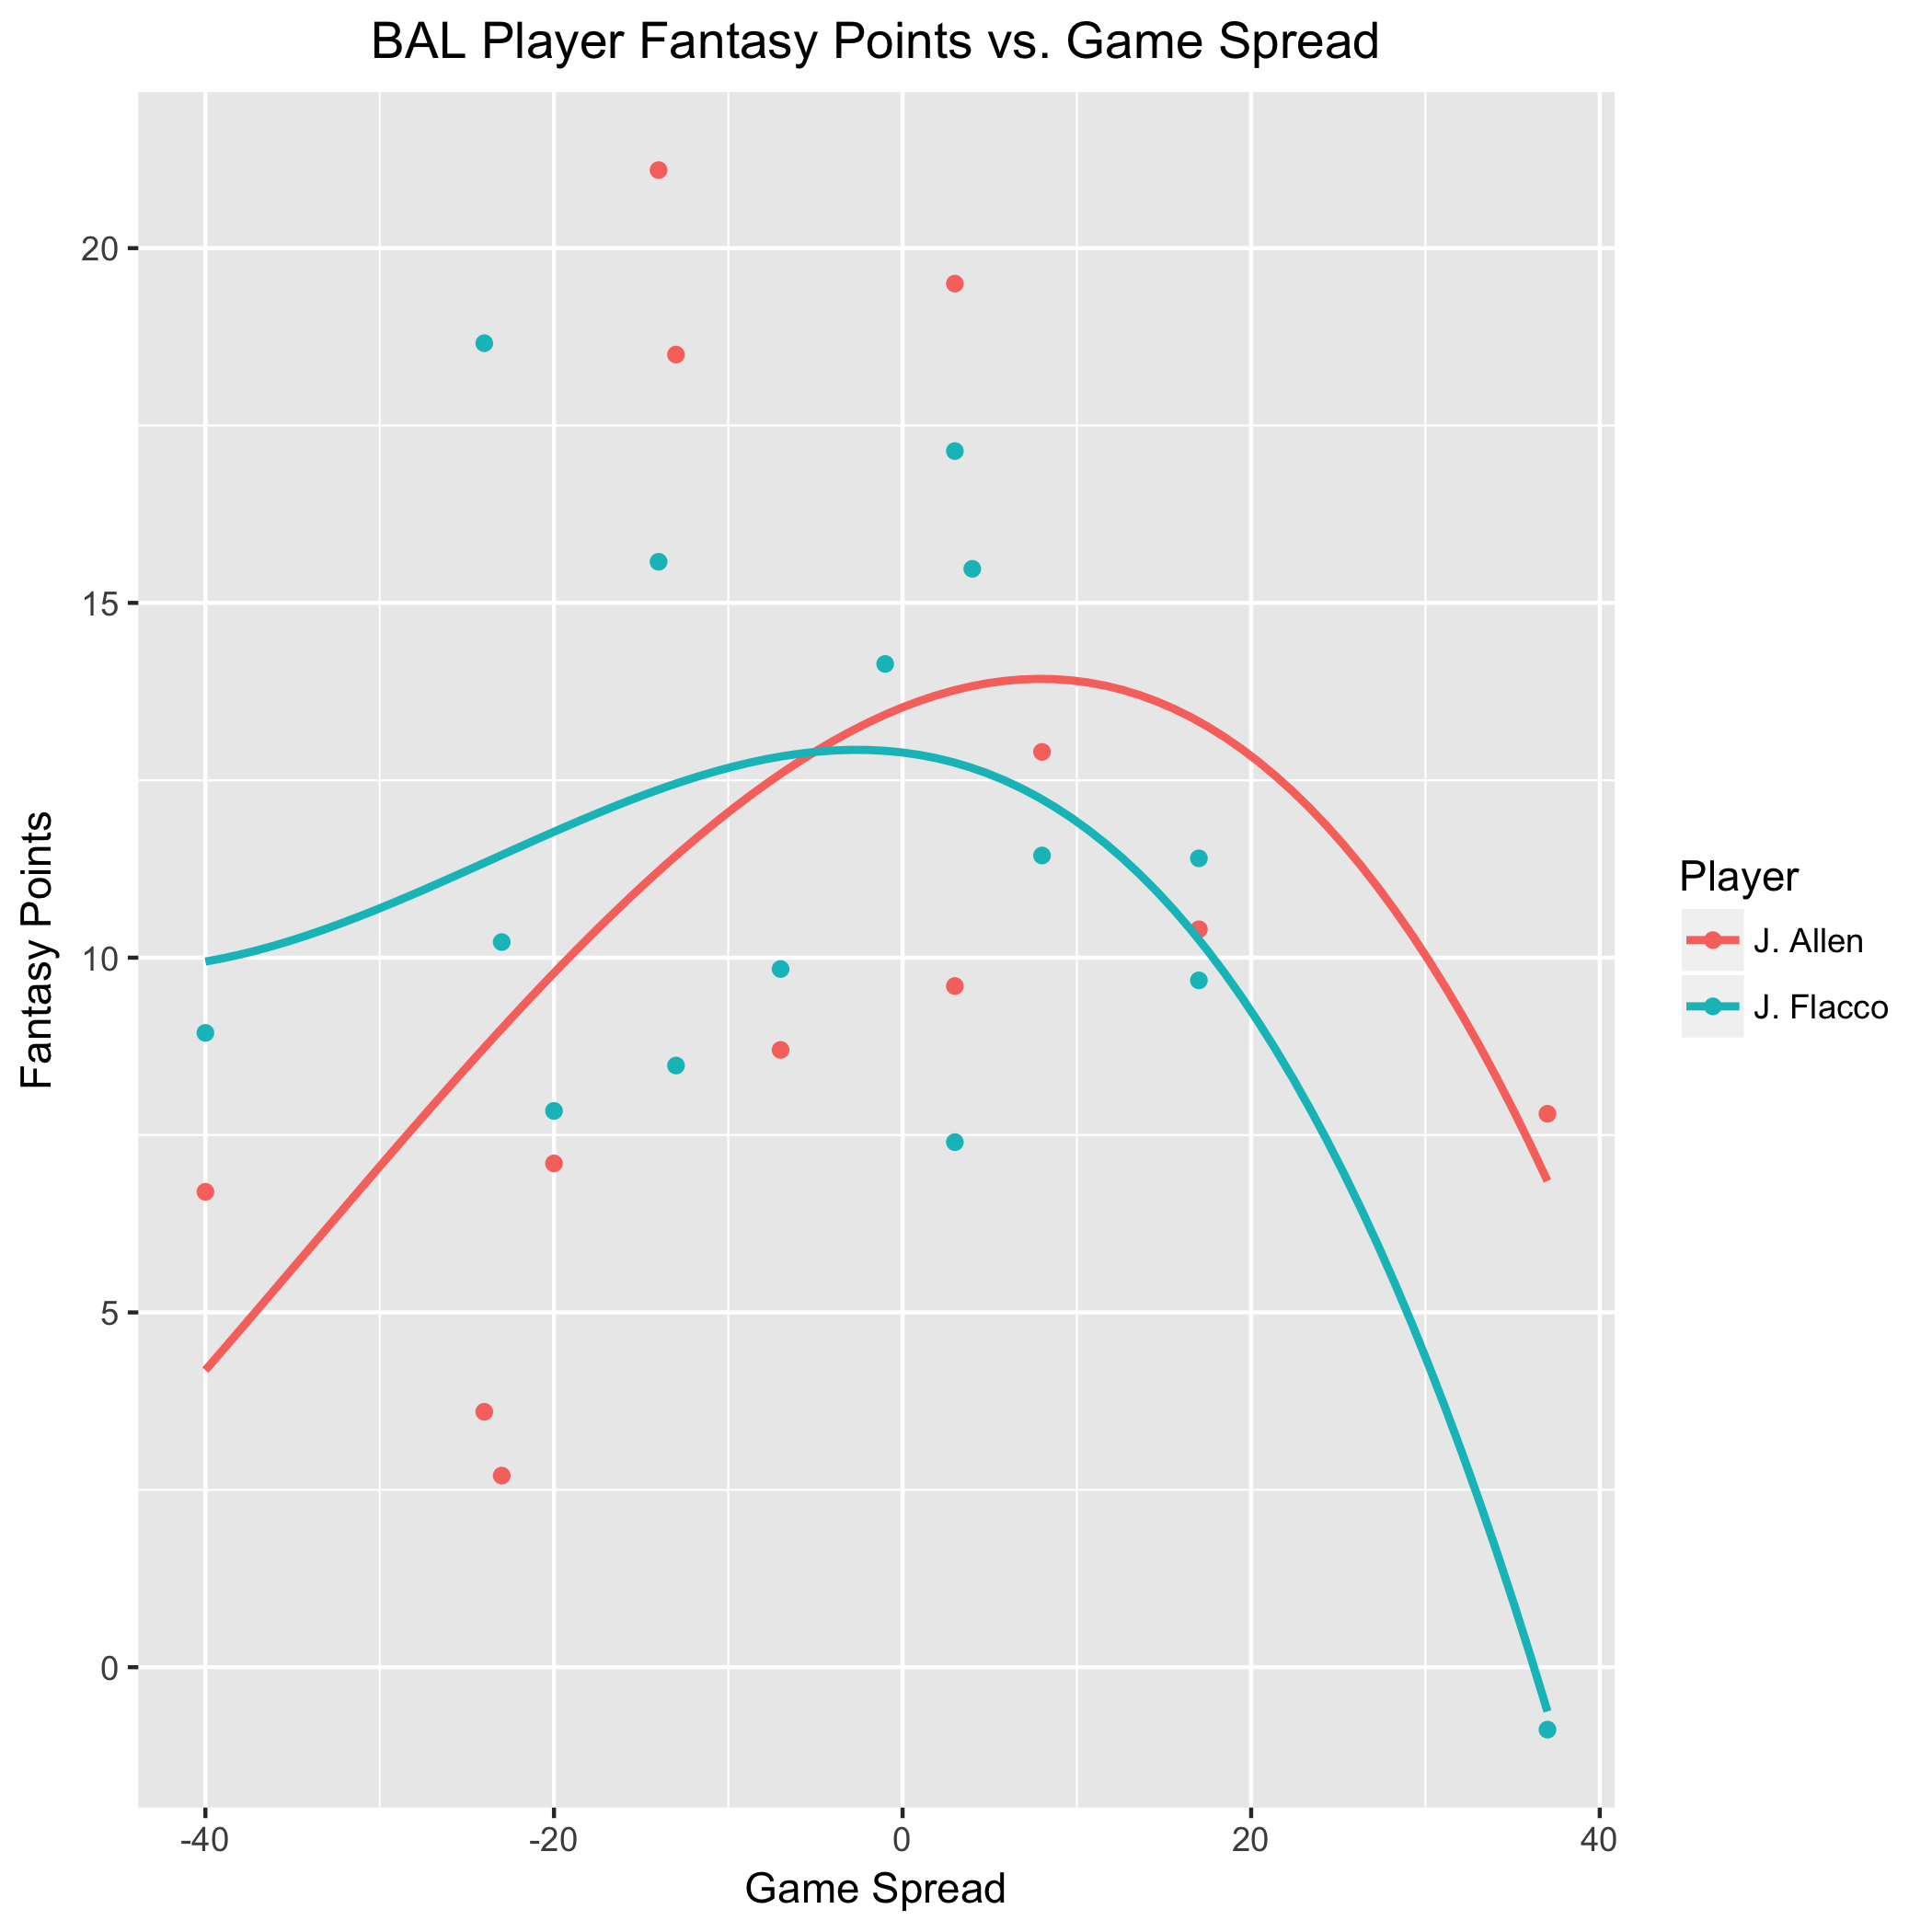 BAL Player Fantasy Points vs. Game Spread
Fantasy Points
20
15
10
5
0
-40
-20
0
20
40
Game Spread
Player
J. Allen
J. Flacco